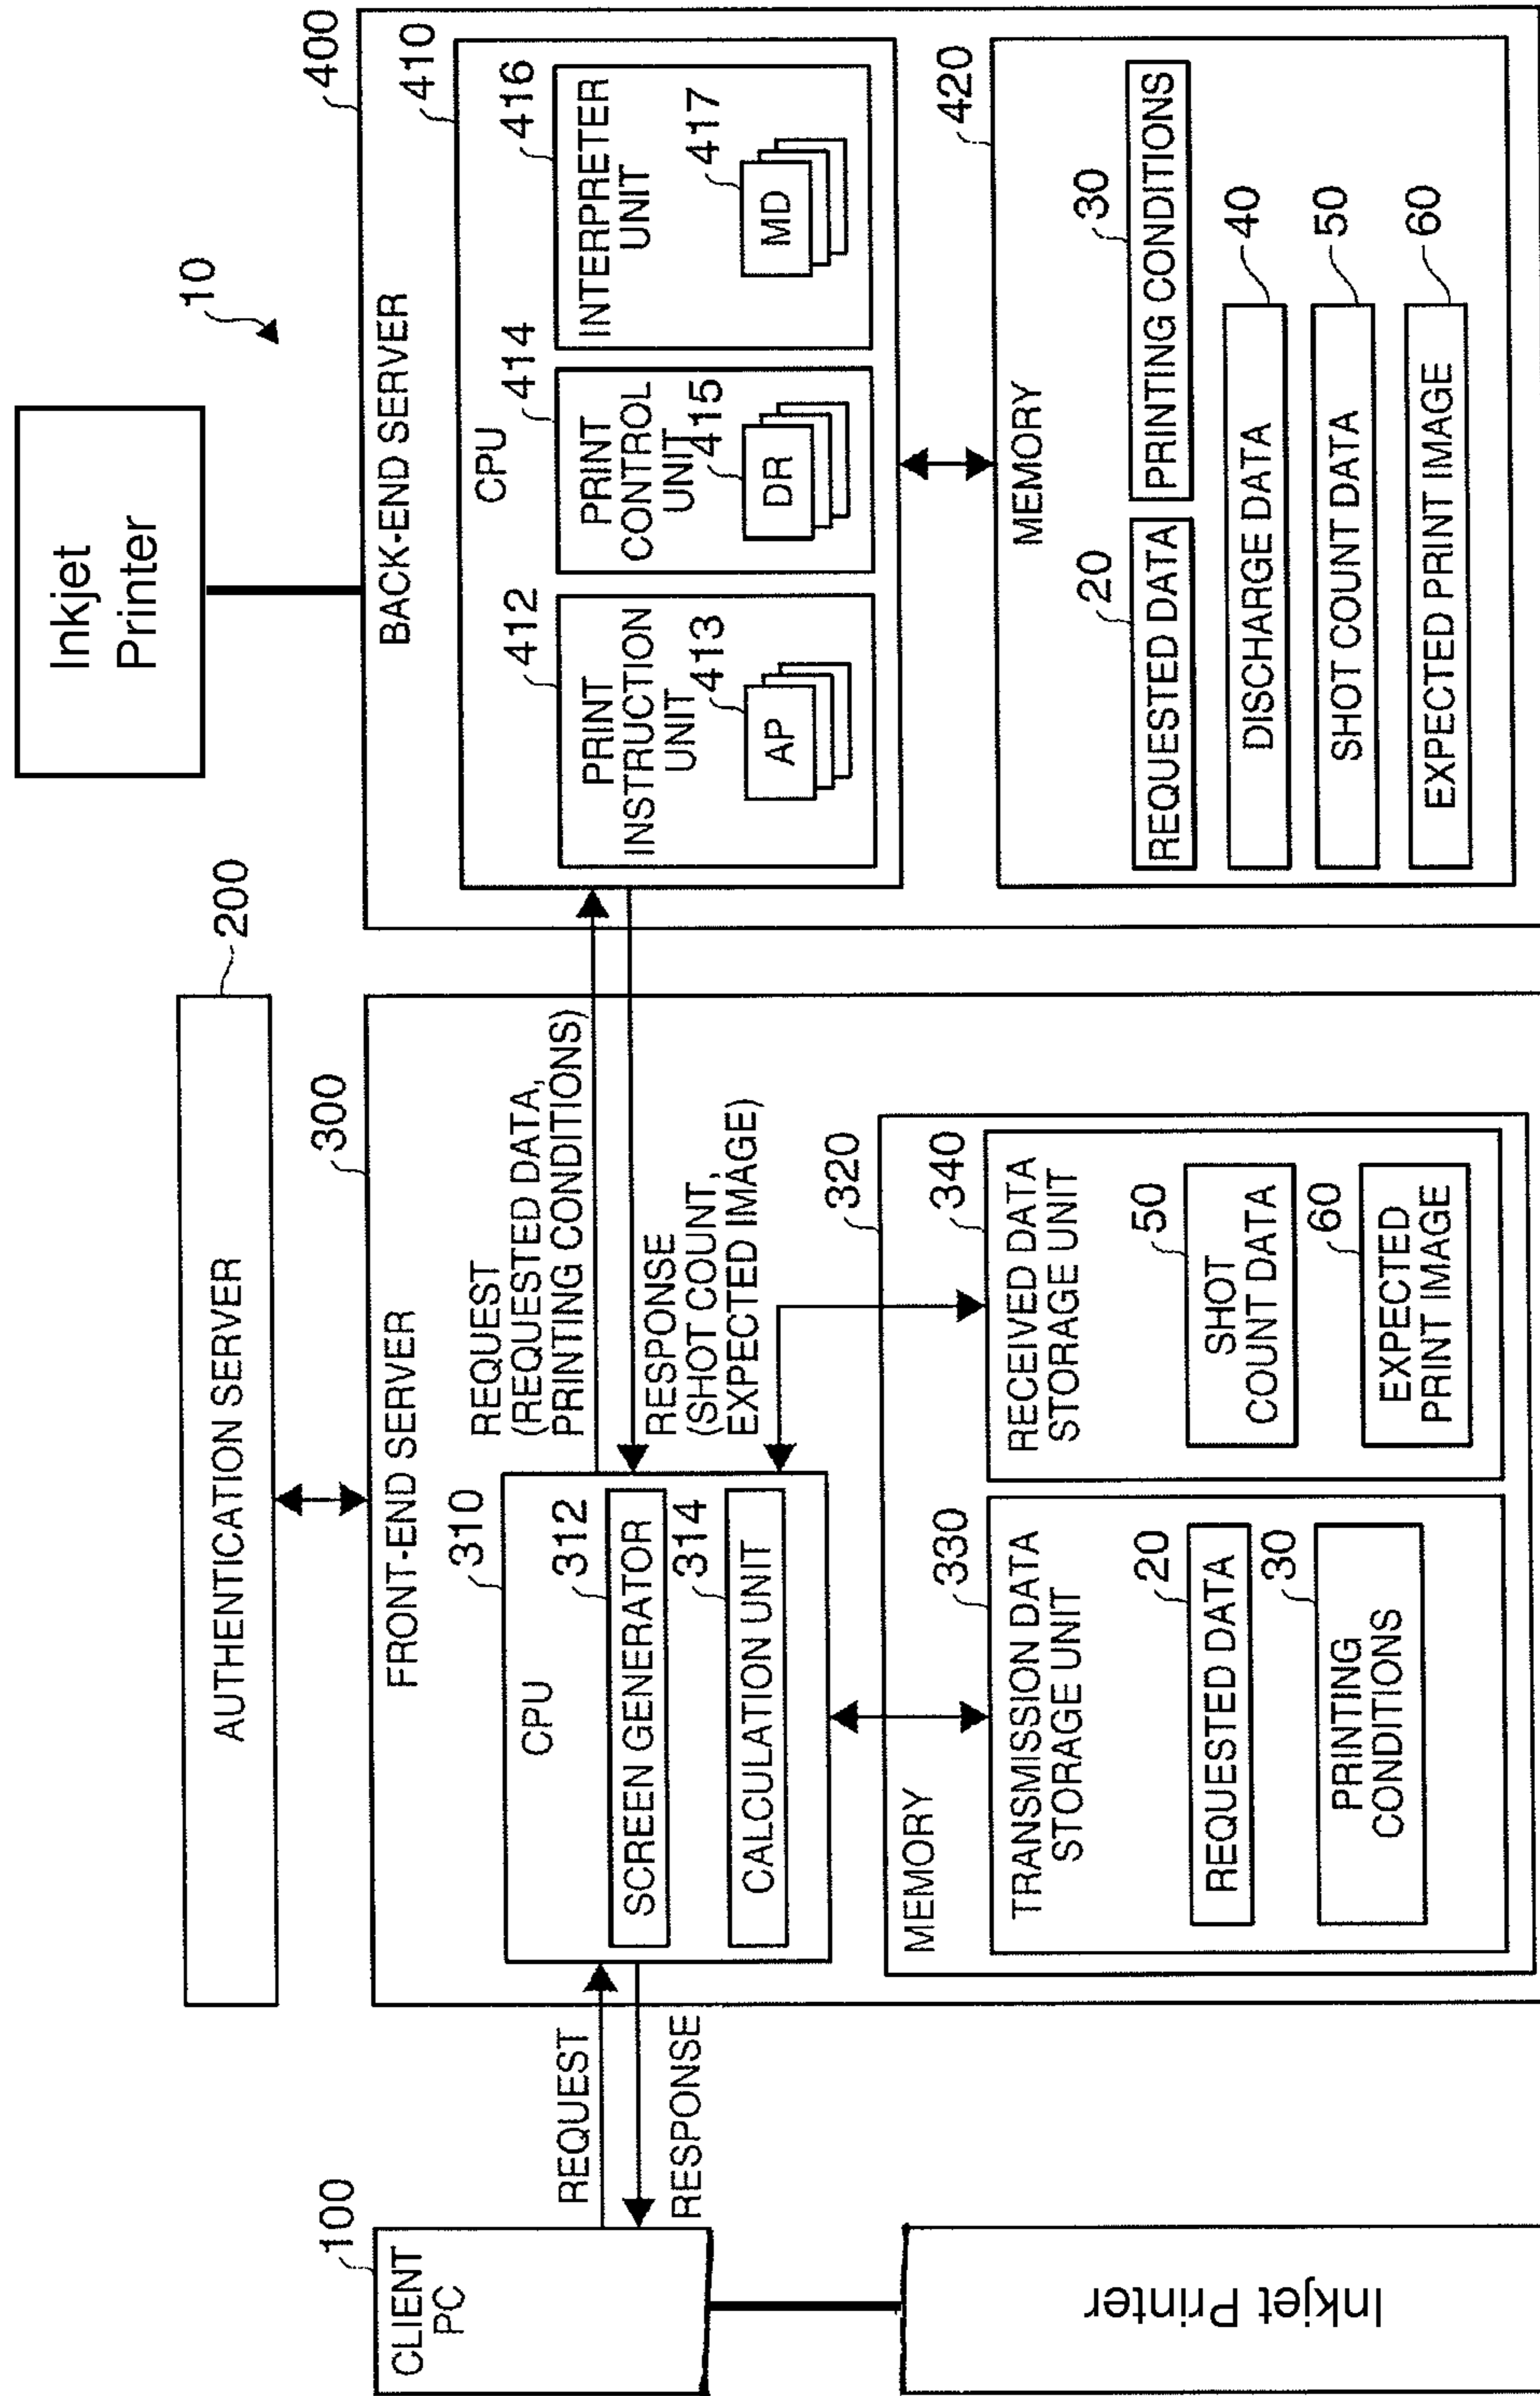 10
Inkjet
Printer
AUTHENTICATION SERVER
200
CLIENT
PC
100
Inkjet Printer
REQUEST
RESPONSE
FRONT-END SERVER
300
CPU
310
SCREEN GENERATOR
312
CALCULATION UNIT
314
REQUEST
(REQUESTED DATA,
PRINTING CONDITIONS)
RESPONSE
(SHOT COUNT,
EXPECTED IMAGE)
MEMORY
320
TRANSMISSION DATA
STORAGE UNIT
330
REQUESTED DATA
20
PRINTING
CONDITIONS
30
RECEIVED DATA
STORAGE UNIT
340
SHOT
COUNT DATA
50
EXPECTED
PRINT IMAGE
60
BACK-END SERVER
400
CPU
410
PRINT
INSTRUCTION
UNIT
412
AP
413
PRINT
CONTROL
UNIT
414
DR
415
INTERPRETER
UNIT
416
MD
417
MEMORY
420
REQUESTED DATA
20
PRINTING CONDITIONS
30
DISCHARGE DATA
40
SHOT COUNT DATA
50
EXPECTED PRINT IMAGE
60